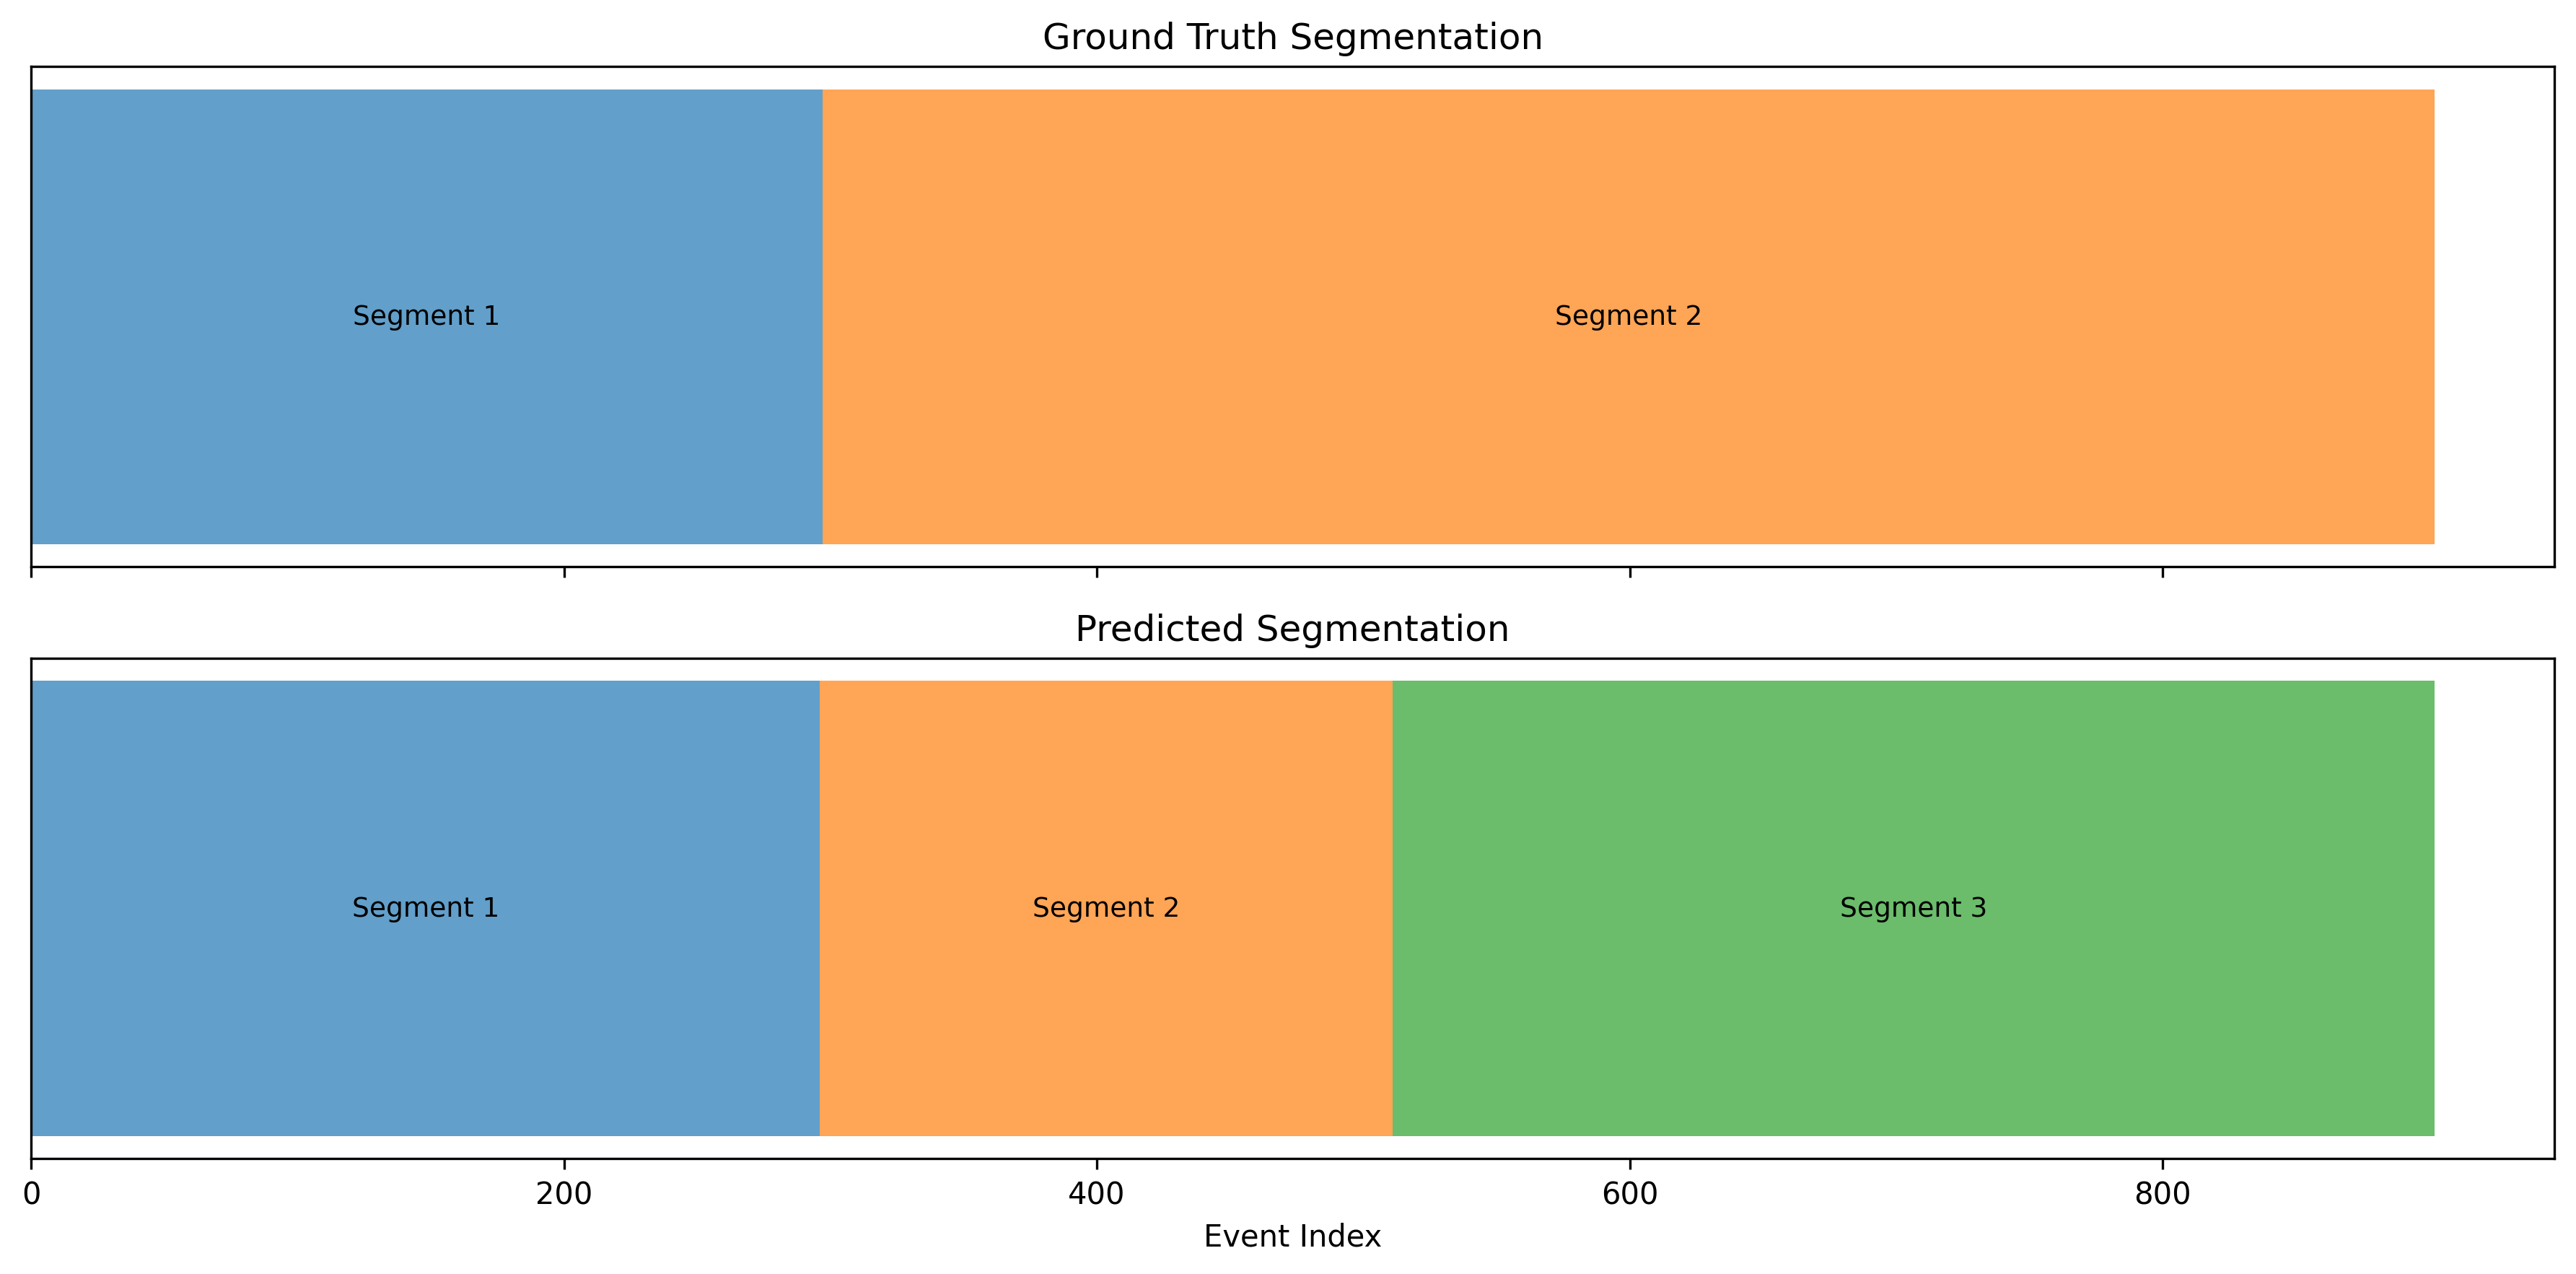 Ground Truth Segmentation
Segment 1
Segment 2
Predicted Segmentation
Segment 1
Segment 2
Segment 3
0 200 400 600 800
Event Index